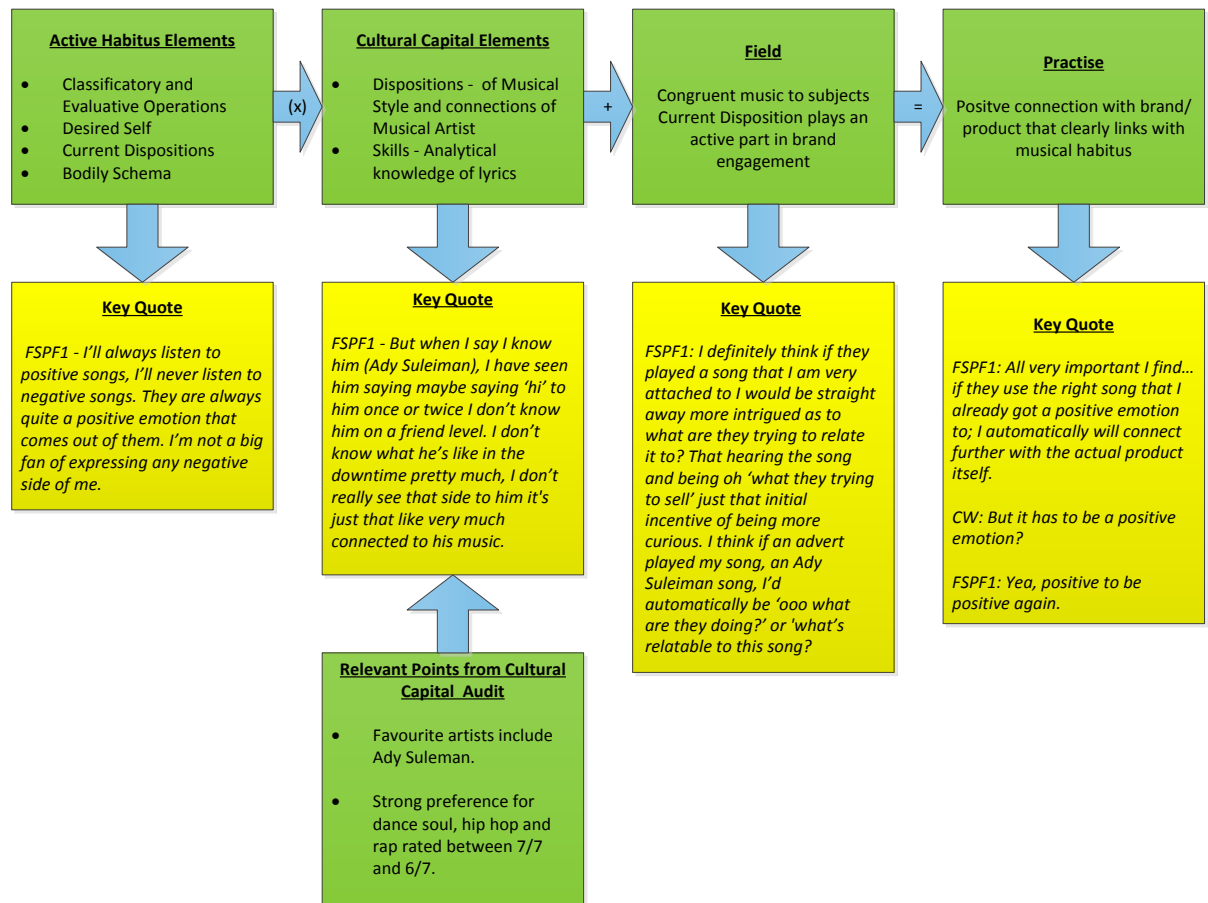 Active Habitus Elements
• Classificatory and
Evaluative Operations
• Desired Self
• Current Dispositions
• Bodily Schema
(x)
Cultural Capital Elements
• Dispositions - of Musical
Style and connections of
Musical Artist
• Skills - Analytical
knowledge of lyrics
+
Field
Congruent music to subjects
Current Disposition plays an
active part in brand
engagement
=
Practise
Positve connection with brand/
product that clearly links with
musical habitus
Key Quote
FSPF1 - I’ll always listen to
positive songs, I’ll never listen to
negative songs. They are always
quite a positive emotion that
comes out of them. I’m not a big
fan of expressing any negative
side of me.
Key Quote
FSPF1 - But when I say I know
him (Ady Suleiman), I have seen
him saying maybe saying ‘hi’ to
him once or twice I don’t know
him on a friend level. I don’t
know what he’s like in the
downtime pretty much, I don’t
really see that side to him it's
just that like very much
connected to his music.
Key Quote
FSPF1: I definitely think if they
played a song that I am very
attached to I would be straight
away more intrigued as to
what are they trying to relate
it to? That hearing the song
and being oh ‘what they trying
to sell’ just that initial
incentive of being more
curious. I think if an advert
played my song, an Ady
Suleiman song, I’d
automatically be ‘ooo what
are they doing?’ or 'what’s
relatable to this song?
Key Quote
FSPF1: All very important I find…
if they use the right song that I
already got a positive emotion
to; I automatically will connect
further with the actual product
itself.
CW: But it has to be a positive
emotion?
FSPF1: Yea, positive to be
positive again.
Relevant Points from Cultural
Capital Audit
• Favourite artists include
Ady Suleman.
• Strong preference for
dance soul, hip hop and
rap rated between 7/7
and 6/7.